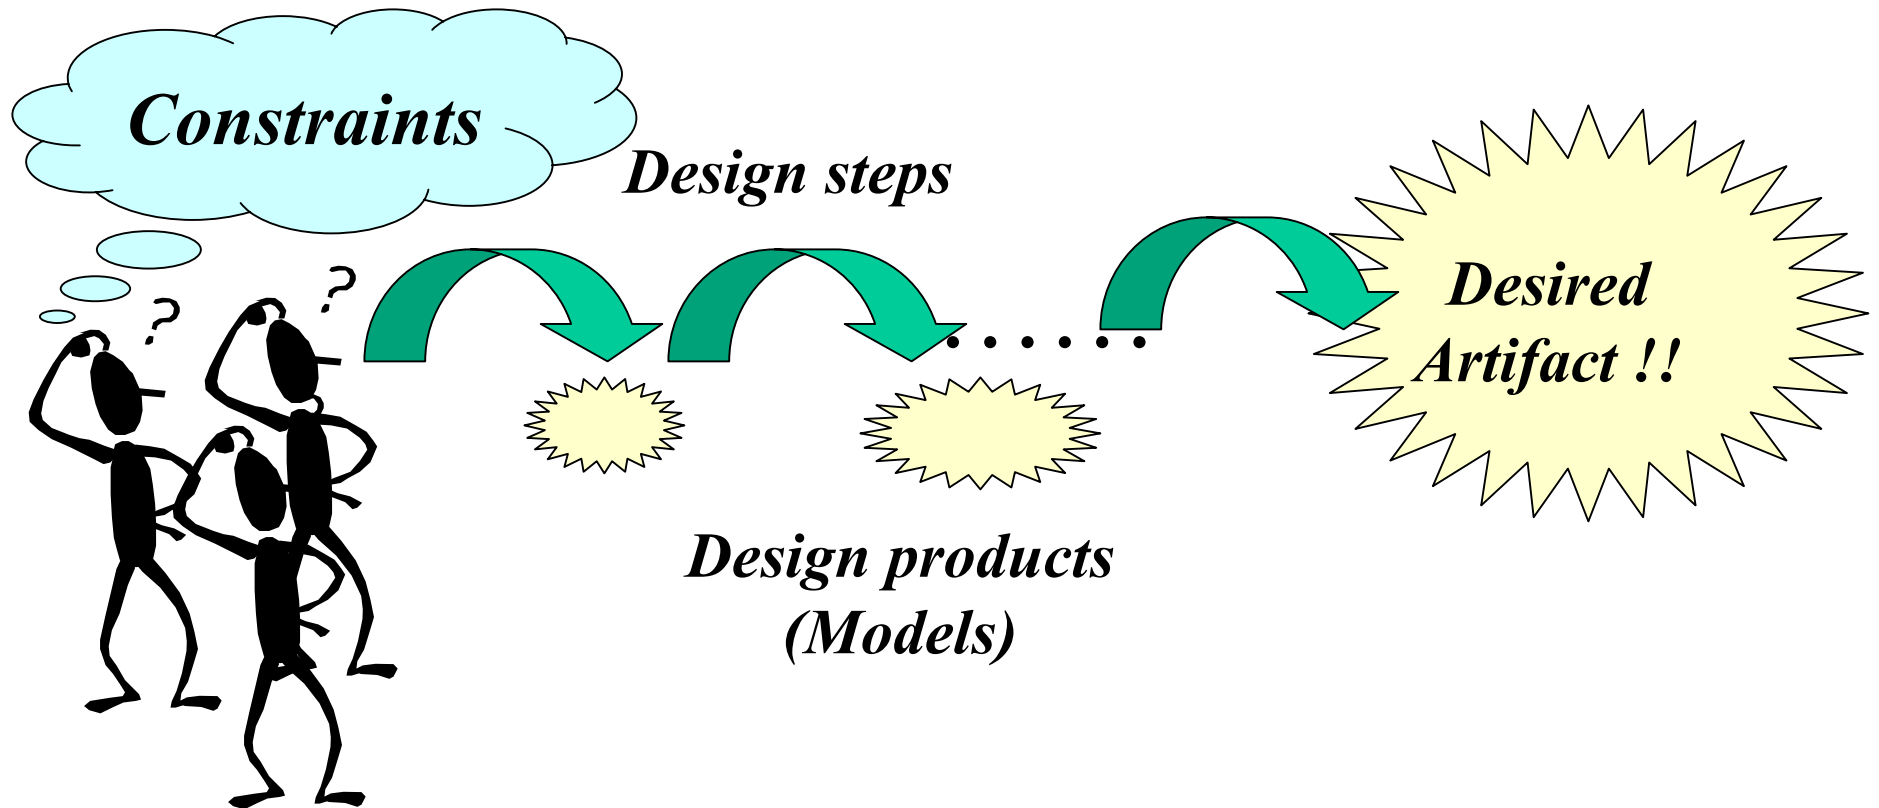 Constraints
Design steps
?
?
Desired
Artifact !!
Design products
(Models)